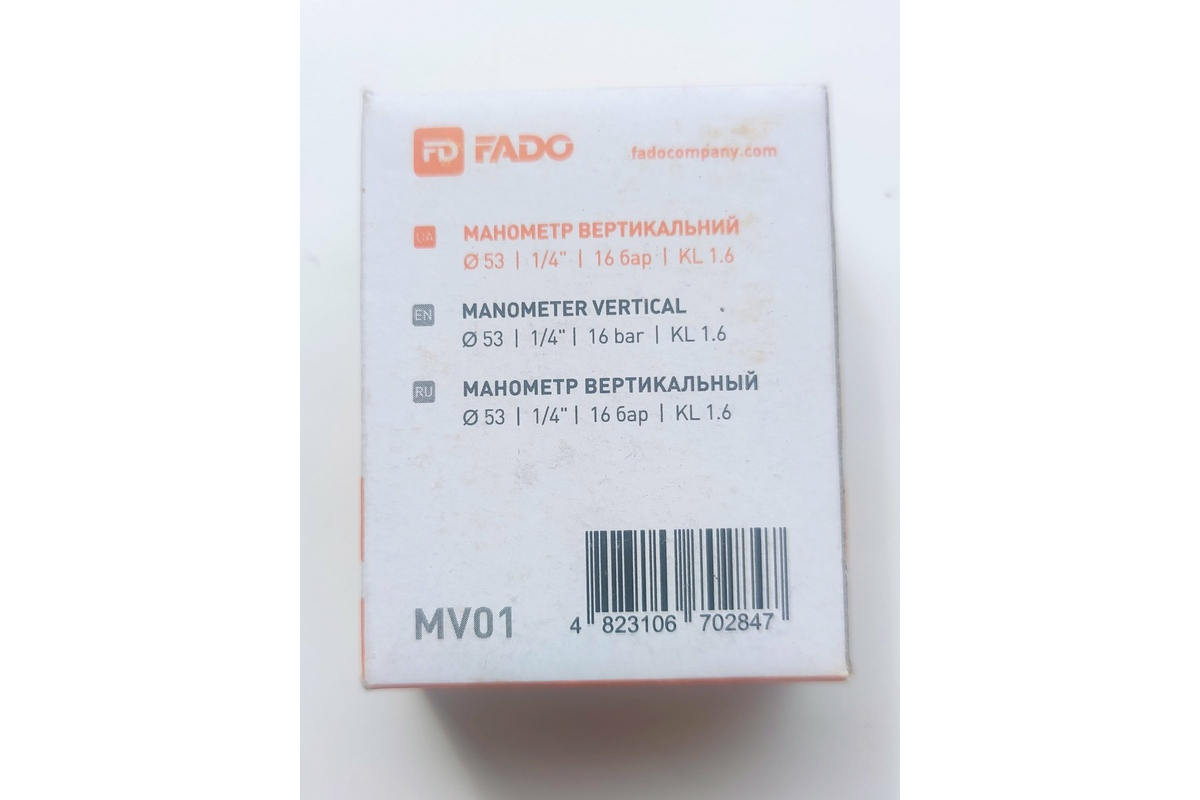 FD FADO fadocompany.com
UA МАНОМЕТР ВЕРТИКАЛЬНИЙ
Ø 53 | 1/4" | 16 бар | KL 1.6
EN MANOMETER VERTICAL
Ø 53 | 1/4" | 16 bar | KL 1.6
RU МАНОМЕТР ВЕРТИКАЛЬНЫЙ
Ø 53 | 1/4" | 16 бар | KL 1.6
MV01
4 823106 702847